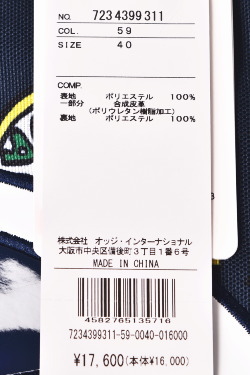 NO. 7234399311
COL. 59
SIZE 40
COMP.
表地 ポリエステル 100%
一部分 合成皮革
(ポリウレタン樹脂加工)
裏地 ポリエステル 100%
株式会社 オッジ・インターナショナル
大阪市中央区備後町3丁目1番6号
MADE IN CHINA
4582765135716
7234399311-59-0040-016000
¥17,600(本体¥16,000)